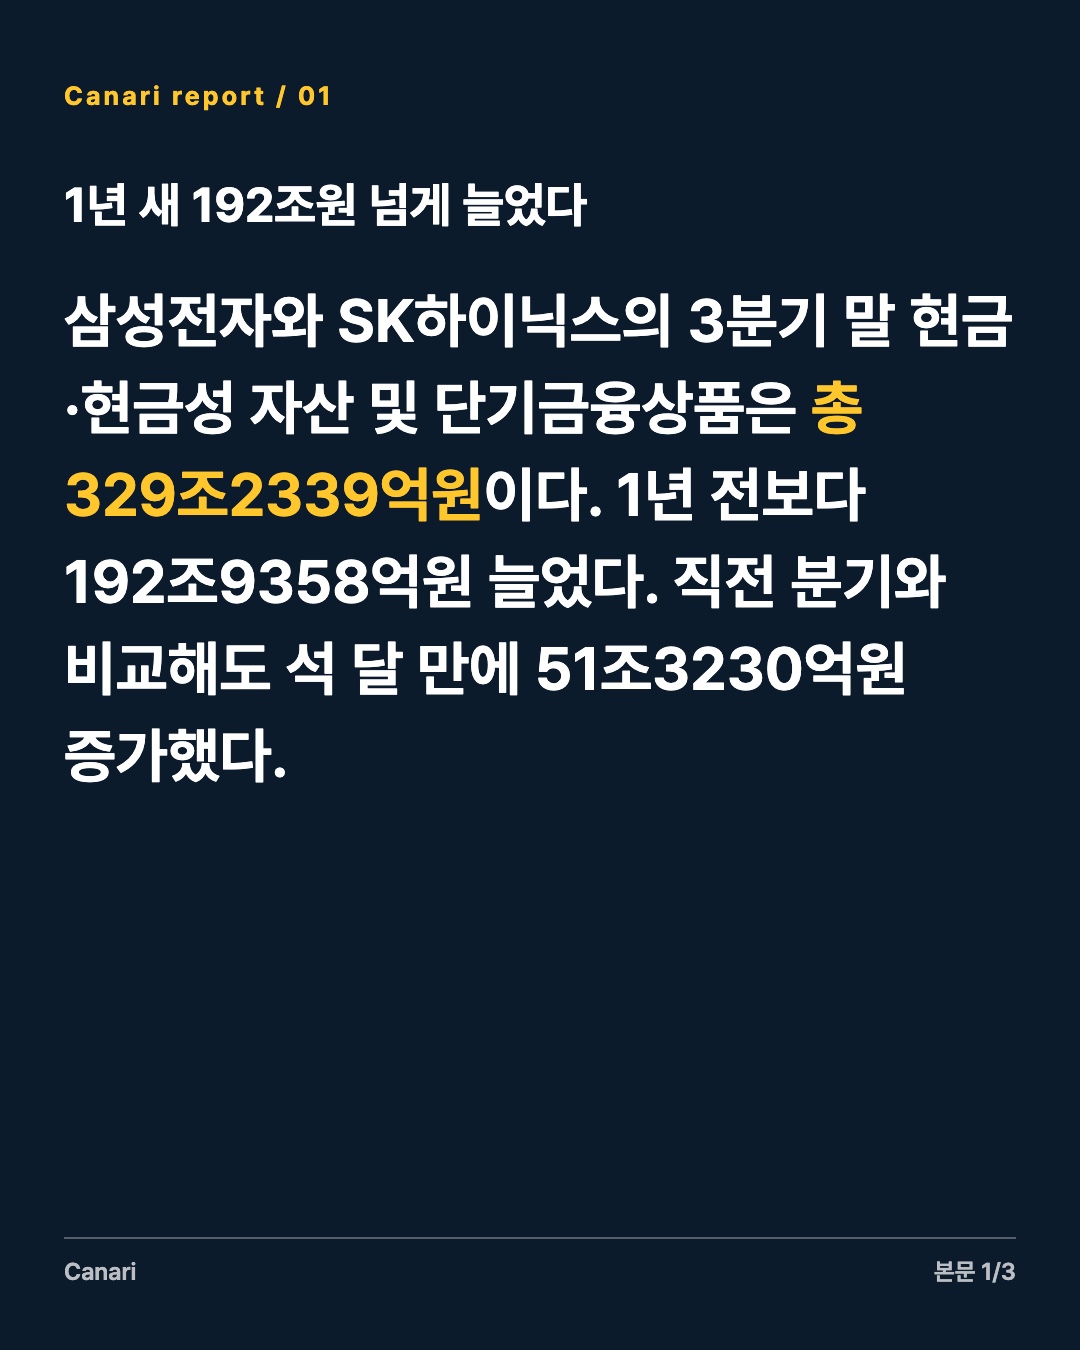 Canari report / 01
1년 새 192조원 넘게 늘었다
삼성전자와 SK하이닉스의 3분기 말 현금
·현금성 자산 및 단기금융상품은 총
329조2339억원이다. 1년 전보다
192조9358억원 늘었다. 직전 분기와
비교해도 석 달 만에 51조3230억원
증가했다.
Canari
본문 1/3